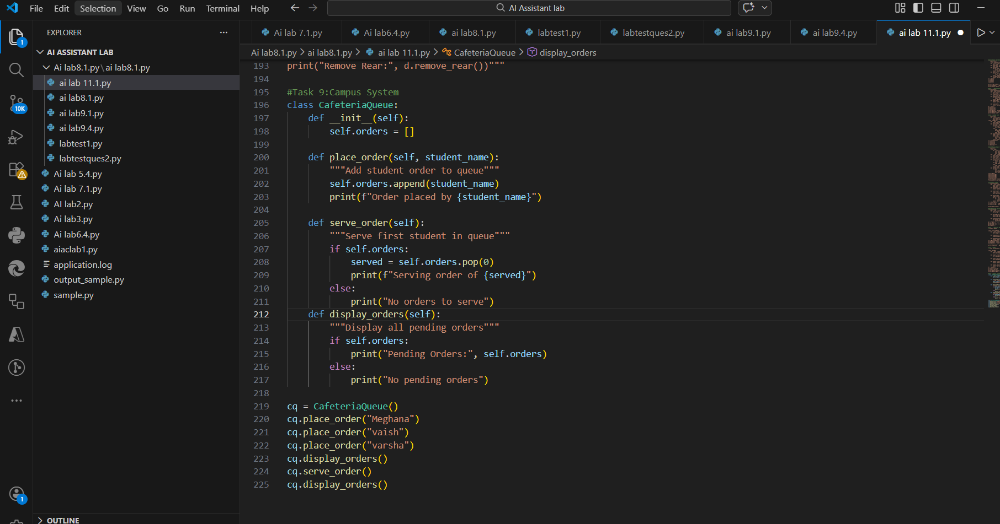 File Edit Selection View Go Run Terminal Help
AI Assistant lab
EXPLORER
1
10K
1
AI ASSISTANT LAB
Ai lab8.1.py\ai lab8.1.py
ai lab 11.1.py
ai lab8.1.py
ai lab9.1.py
ai lab9.4.py
labtest1.py
labtestques2.py
Ai lab 5.4.py
Ai lab 7.1.py
AI lab2.py
Ai lab3.py
Ai lab6.4.py
aiaclab1.py
application.log
output_sample.py
sample.py
OUTLINE
Ai lab 7.1.py Ai lab6.4.py ai lab8.1.py labtest1.py labtestques2.py ai lab9.1.py ai lab9.4.py ai lab 11.1.py
Ai lab8.1.py > ai lab8.1.py > ai lab 11.1.py > CafeteriaQueue > display_orders
193 print("Remove Rear:", d.remove_rear())"""
194
195 #Task 9:Campus System
196 class CafeteriaQueue:
197     def __init__(self):
198         self.orders = []
199
200     def place_order(self, student_name):
201         """Add student order to queue"""
202         self.orders.append(student_name)
203         print(f"Order placed by {student_name}")
204
205     def serve_order(self):
206         """Serve first student in queue"""
207         if self.orders:
208             served = self.orders.pop(0)
209             print(f"Serving order of {served}")
210         else:
211             print("No orders to serve")
212     def display_orders(self):
213         """Display all pending orders"""
214         if self.orders:
215             print("Pending Orders:", self.orders)
216         else:
217             print("No pending orders")
218
219 cq = CafeteriaQueue()
220 cq.place_order("Meghana")
221 cq.place_order("vaish")
222 cq.place_order("varsha")
223 cq.display_orders()
224 cq.serve_order()
225 cq.display_orders()